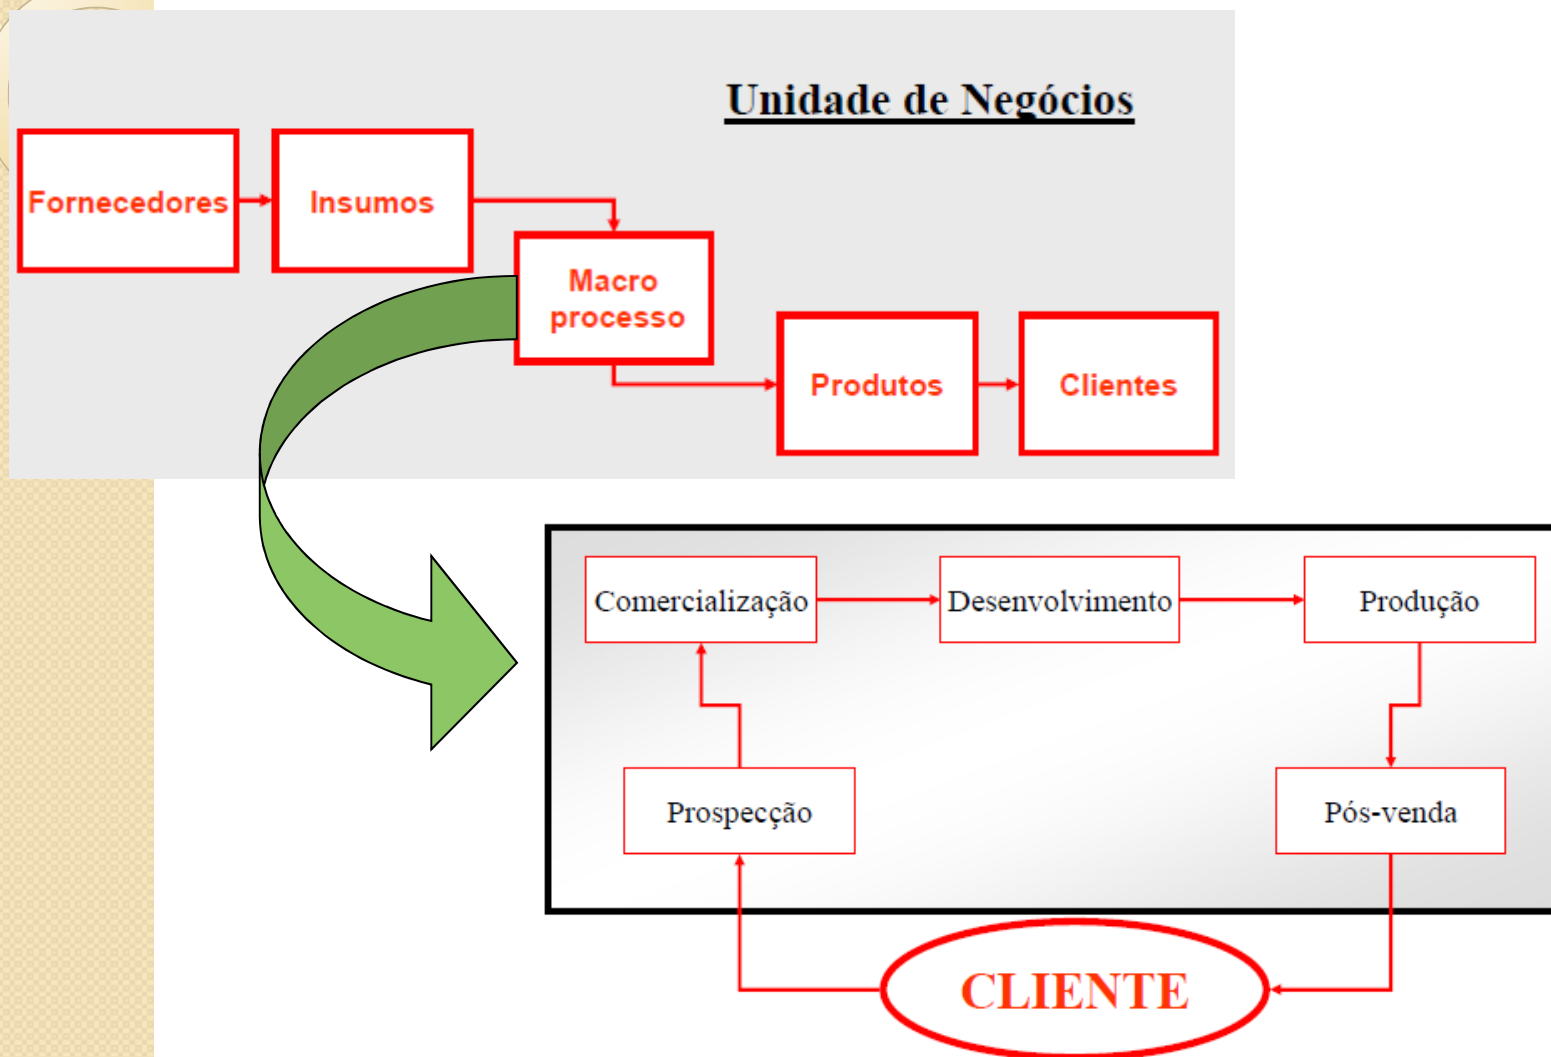 Unidade de Negócios
Fornecedores
Insumos
Macro
processo
Produtos
Clientes
Comercialização
Desenvolvimento
Produção
Prospecção
Pós-venda
CLIENTE